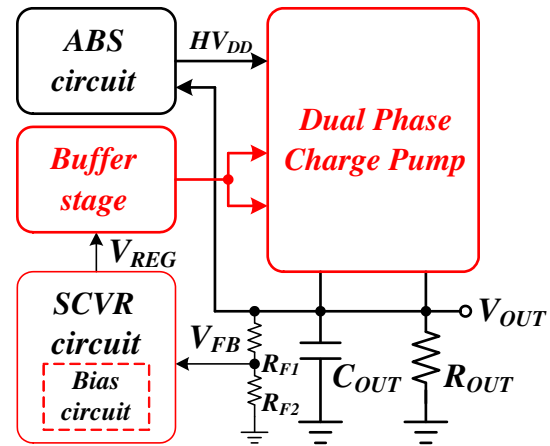 ABS
circuit
HVDD
Dual Phase
Charge Pump
Buffer
stage
VREG
SCVR
circuit
Bias
circuit
VFB
RF1
RF2
COUT
ROUT
VOUT